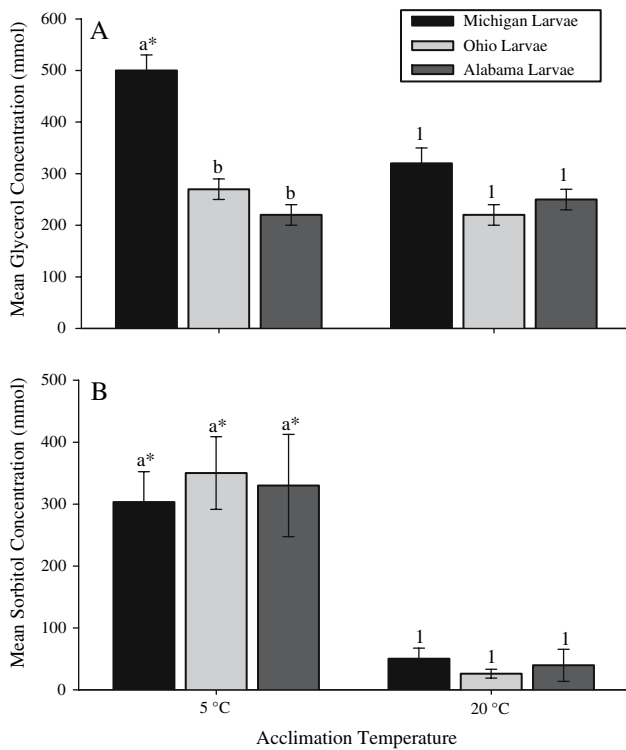 A
Michigan Larvae
Ohio Larvae
Alabama Larvae
Mean Glycerol Concentration (mmol)
600
500
400
300
200
100
0
a*
b
b
1
1
1
B
Mean Sorbitol Concentration (mmol)
500
400
300
200
100
0
a*
a*
a*
1
1
1
5 °C
20 °C
Acclimation Temperature